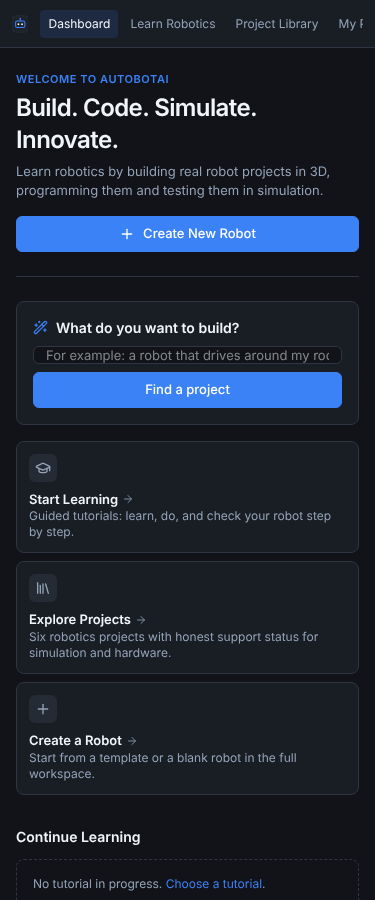 Dashboard Learn Robotics Project Library My
WELCOME TO AUTOBOTAI
Build. Code. Simulate.
Innovate.
Learn robotics by building real robot projects in 3D,
programming them and testing them in simulation.
Create New Robot
What do you want to build?
For example: a robot that drives around my
Find a project
Start Learning →
Guided tutorials: learn, do, and check your robot step
by step.
Explore Projects →
Six robotics projects with honest support status for
simulation and hardware.
Create a Robot →
Start from a template or a blank robot in the full
workspace.
Continue Learning
No tutorial in progress. Choose a tutorial.